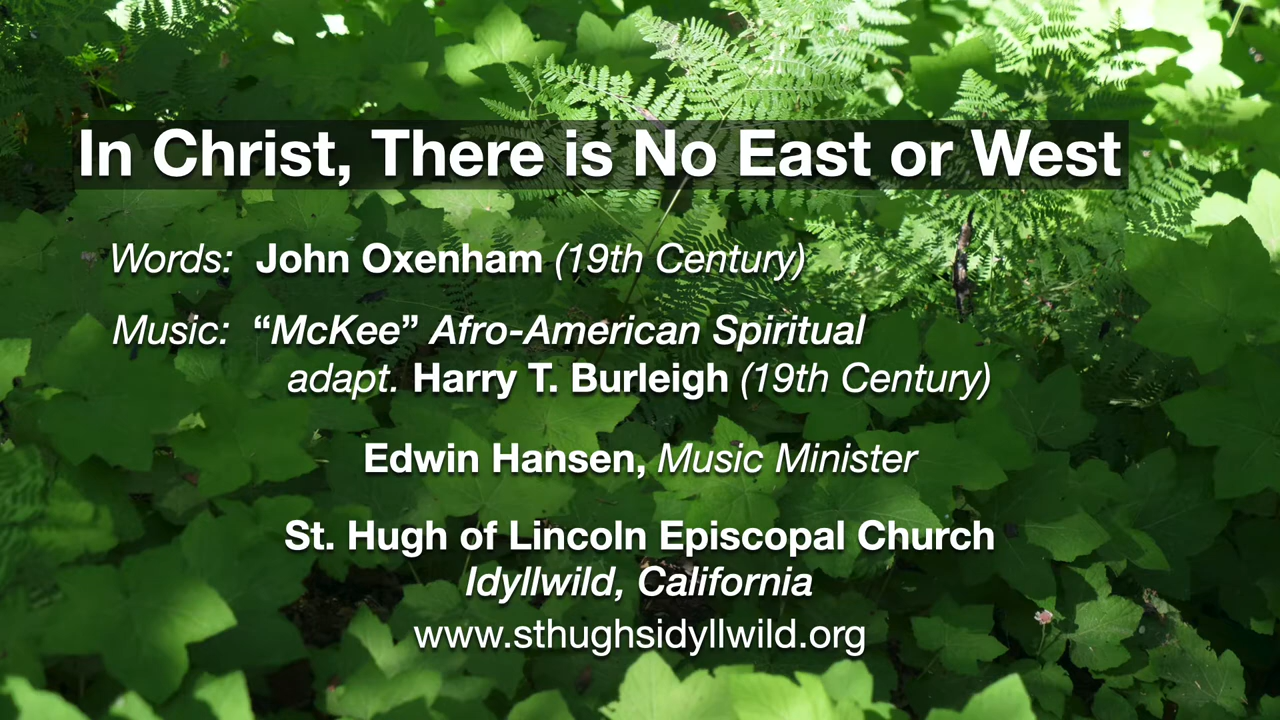 In Christ, There is No East or West
Words: John Oxenham (19th Century)
Music: “McKee” Afro-American Spiritual
adapt. Harry T. Burleigh (19th Century)
Edwin Hansen, Music Minister
St. Hugh of Lincoln Episcopal Church
Idyllwild, California
www.sthughsidyllwild.org